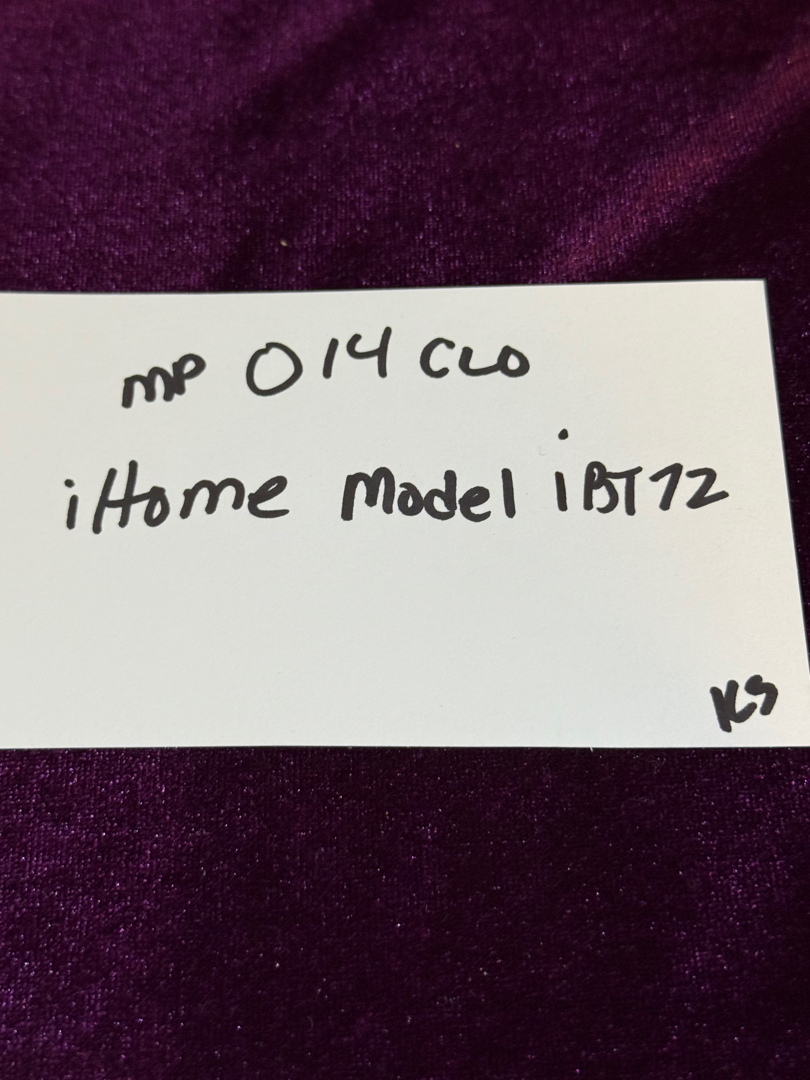 mp 014 CLO
iHome Model iBT72
KS